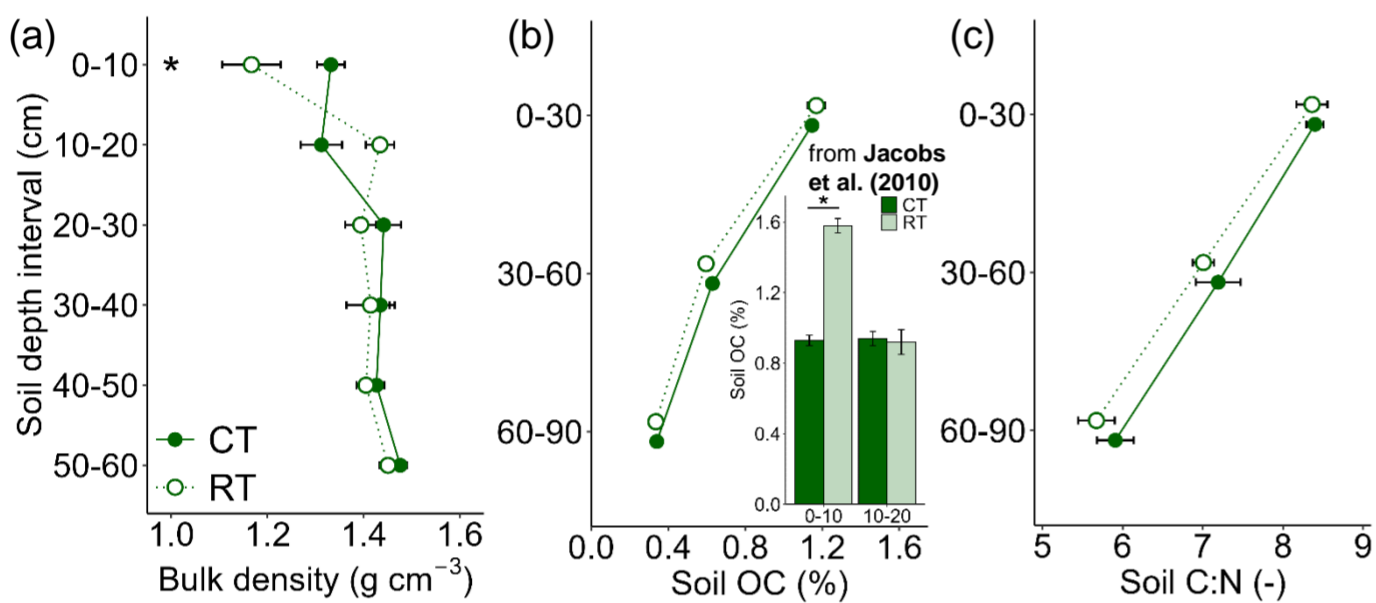 (a)
Soil depth interval (cm)
0-10
*
10-20
20-30
30-40
40-50
50-60
CT
RT
1.0 1.2 1.4 1.6
Bulk density (g cm−3)
(b)
0-30
30-60
60-90
from Jacobs
et al. (2010)
CT
RT
*
Soil OC (%)
1.6
1.2
0.8
0.4
0.0
0-10 10-20
0.0 0.4 0.8 1.2 1.6
Soil OC (%)
(c)
0-30
30-60
60-90
5 6 7 8 9
Soil C:N (-)